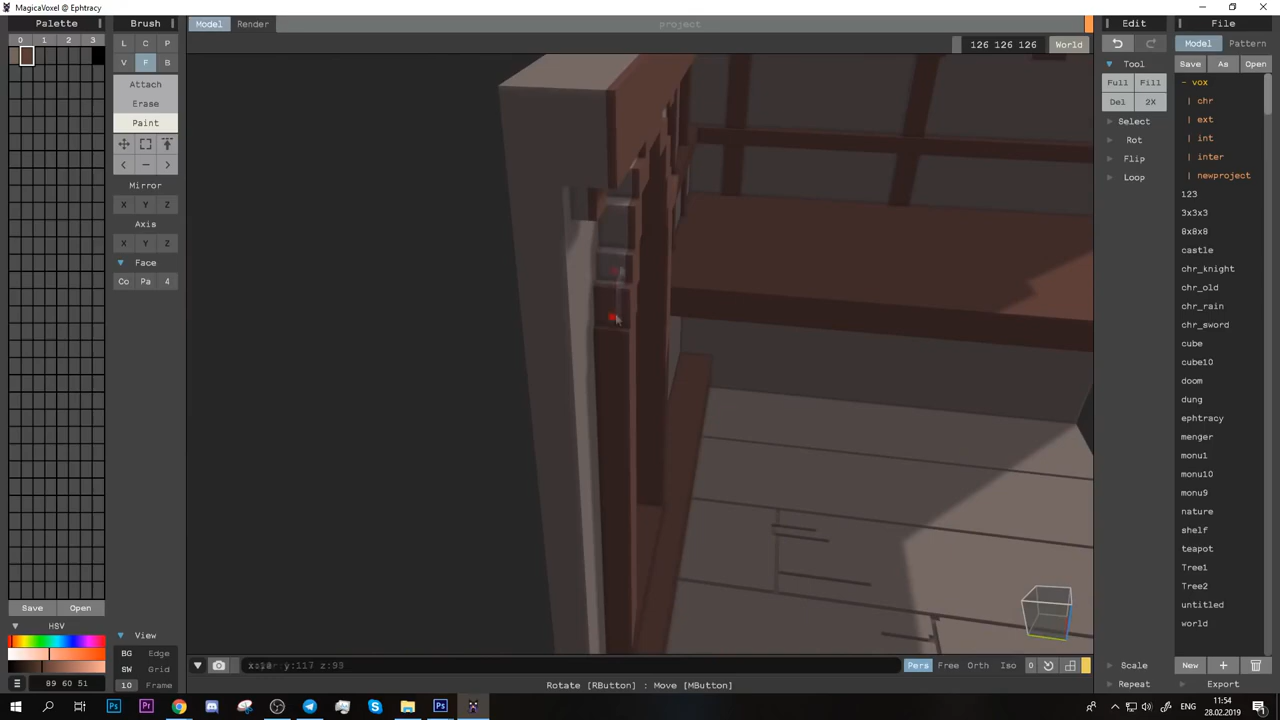 MagicaVoxel @ Ephtracy
Palette
0 1 2 3
Save Open
HSV
89 60 51
Brush
L C P
V F B
Attach
Erase
Paint
< - >
Mirror
X Y Z
Axis
X Y Z
Face
Co Pa 4
View
BG Edge
SW Grid
10 Frame
Model Render project
126 126 126 World
Pers Free Orth Iso 0
Rotate [RButton] : Move [MButton]
Edit
Tool
Full Fill
Del 2X
Select
Rot
Flip
Loop
Scale
Repeat
File
Model Pattern
Save As Open
- vox
| chr
| ext
| int
| inter
| newproject
123
3x3x3
8x8x8
castle
chr_knight
chr_old
chr_rain
chr_sword
cube
cube10
doom
dung
ephtracy
menger
monu1
monu10
monu9
nature
shelf
teapot
Tree1
Tree2
untitled
world
New +
Export
ENG
11:54
28.02.2019